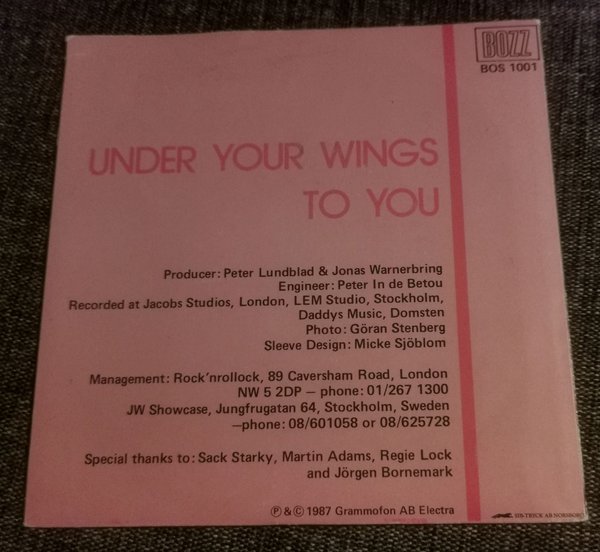 BOZZ
BOS 1001
UNDER YOUR WINGS
TO YOU
Producer: Peter Lundblad & Jonas Warnerbring
Engineer: Peter In de Betou
Recorded at Jacobs Studios, London, LEM Studio, Stockholm,
Daddys Music, Domsten
Photo: Göran Stenberg
Sleeve Design: Micke Sjöblom
Management: Rock'nrollock, 89 Caversham Road, London
NW 5 2DP – phone: 01/267 1300
JW Showcase, Jungfrugatan 64, Stockholm, Sweden
–phone: 08/601058 or 08/625728
Special thanks to: Sack Starky, Martin Adams, Regie Lock
and Jörgen Bornemark
Ⓟ & © 1987 Grammofon AB Electra
SIB-TRYCK AB NORSBORG